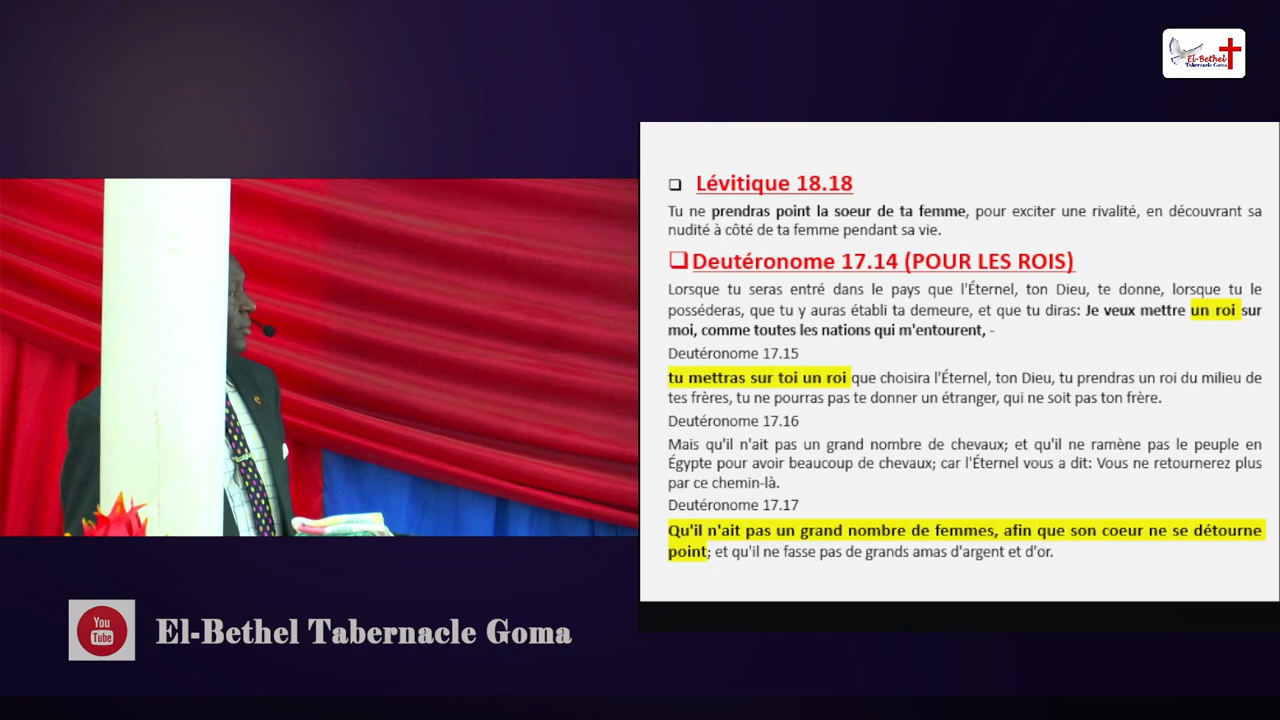 El-Bethel
Tabernacle Goma
❑ Lévitique 18.18
Tu ne prendras point la soeur de ta femme, pour exciter une rivalité, en découvrant sa
nudité à côté de ta femme pendant sa vie.
❑Deutéronome 17.14 (POUR LES ROIS)
Lorsque tu seras entré dans le pays que l'Éternel, ton Dieu, te donne, lorsque tu le
posséderas, que tu y auras établi ta demeure, et que tu diras: Je veux mettre un roi sur
moi, comme toutes les nations qui m'entourent, -
Deutéronome 17.15
tu mettras sur toi un roi que choisira l'Éternel, ton Dieu, tu prendras un roi du milieu de
tes frères, tu ne pourras pas te donner un étranger, qui ne soit pas ton frère.
Deutéronome 17.16
Mais qu'il n'ait pas un grand nombre de chevaux; et qu'il ne ramène pas le peuple en
Égypte pour avoir beaucoup de chevaux; car l'Éternel vous a dit: Vous ne retournerez plus
par ce chemin-là.
Deutéronome 17.17
Qu'il n'ait pas un grand nombre de femmes, afin que son coeur ne se détourne
point; et qu'il ne fasse pas de grands amas d'argent et d'or.
You
Tube
El-Bethel Tabernacle Goma